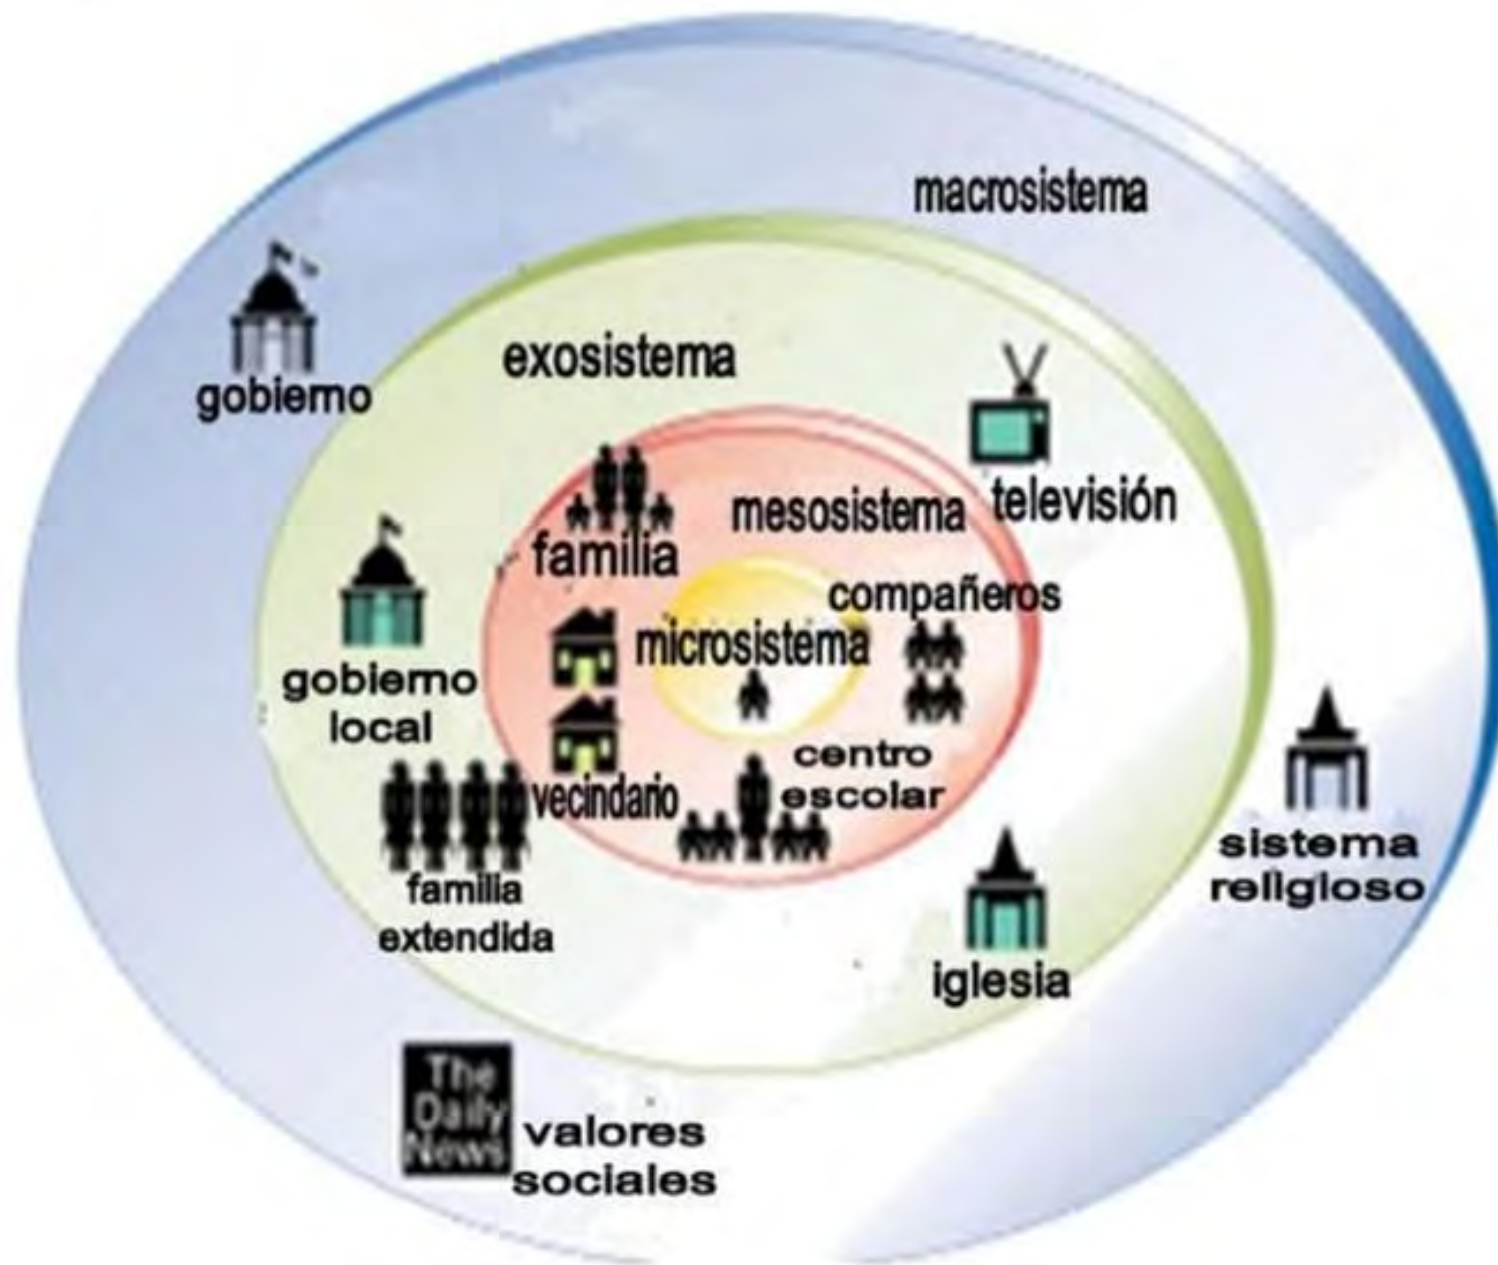 macrosistema
gobierno
exosistema
televisión
mesosistema
familia
compañeros
microsistema
gobierno
local
centro
escolar
vecindario
familia
extendida
iglesia
sistema
religioso
The
Daily
News
valores
sociales